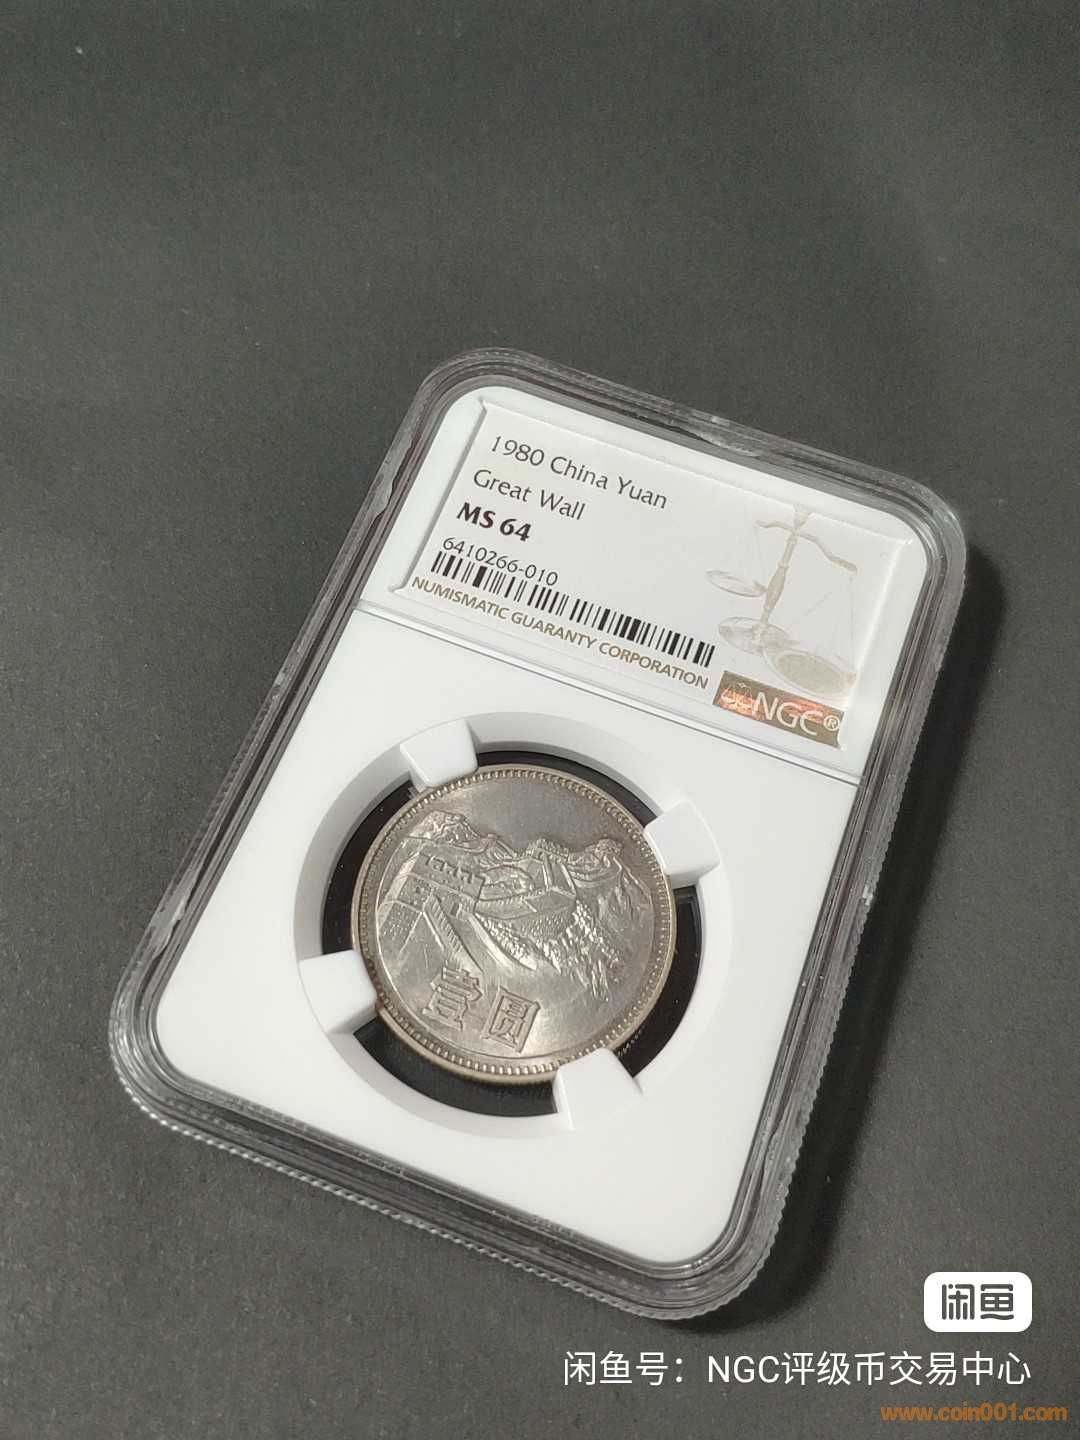 1980 China Yuan
Great Wall
MS 64
6410266-010
NUMISMATIC GUARANTY CORPORATION
NGC®
壹圆
闲鱼
闲鱼号：NGC评级币交易中心
www.coin001.com